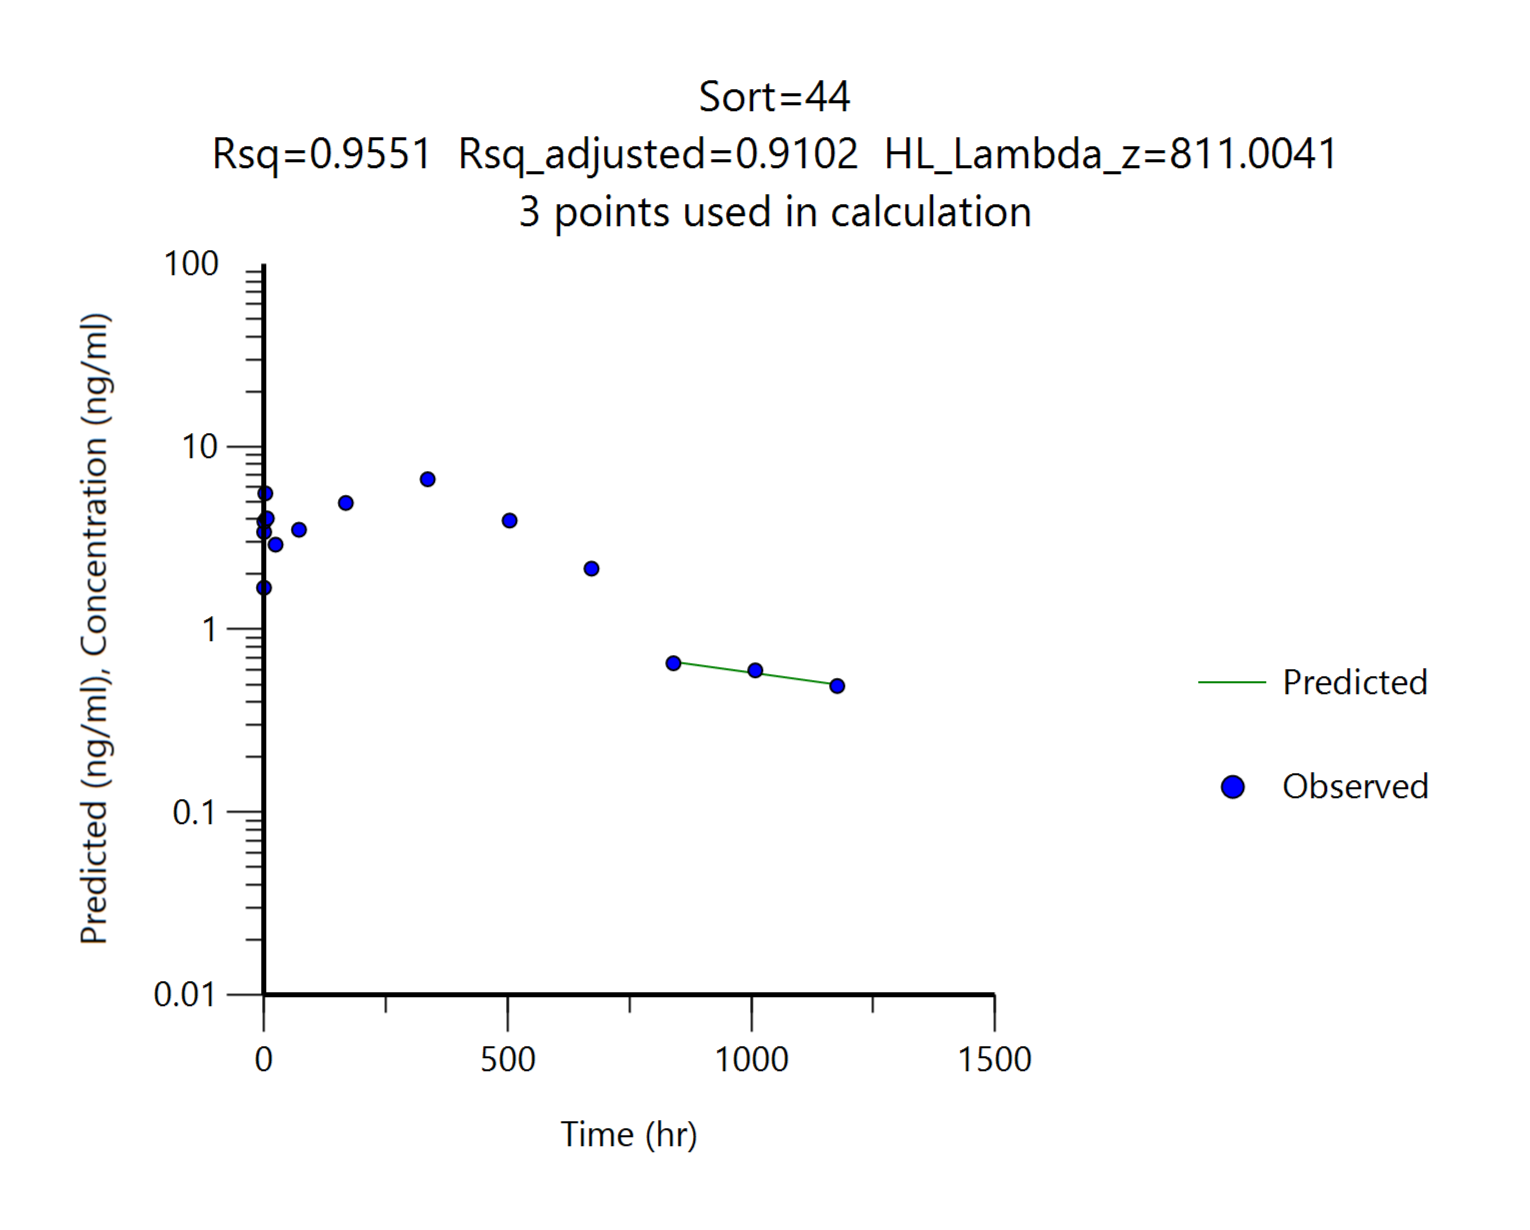 Sort=44
Rsq=0.9551 Rsq_adjusted=0.9102 HL_Lambda_z=811.0041
3 points used in calculation
Predicted (ng/ml), Concentration (ng/ml)
100
10
1
0.1
0.01
0 500 1000 1500
Time (hr)
Predicted
Observed